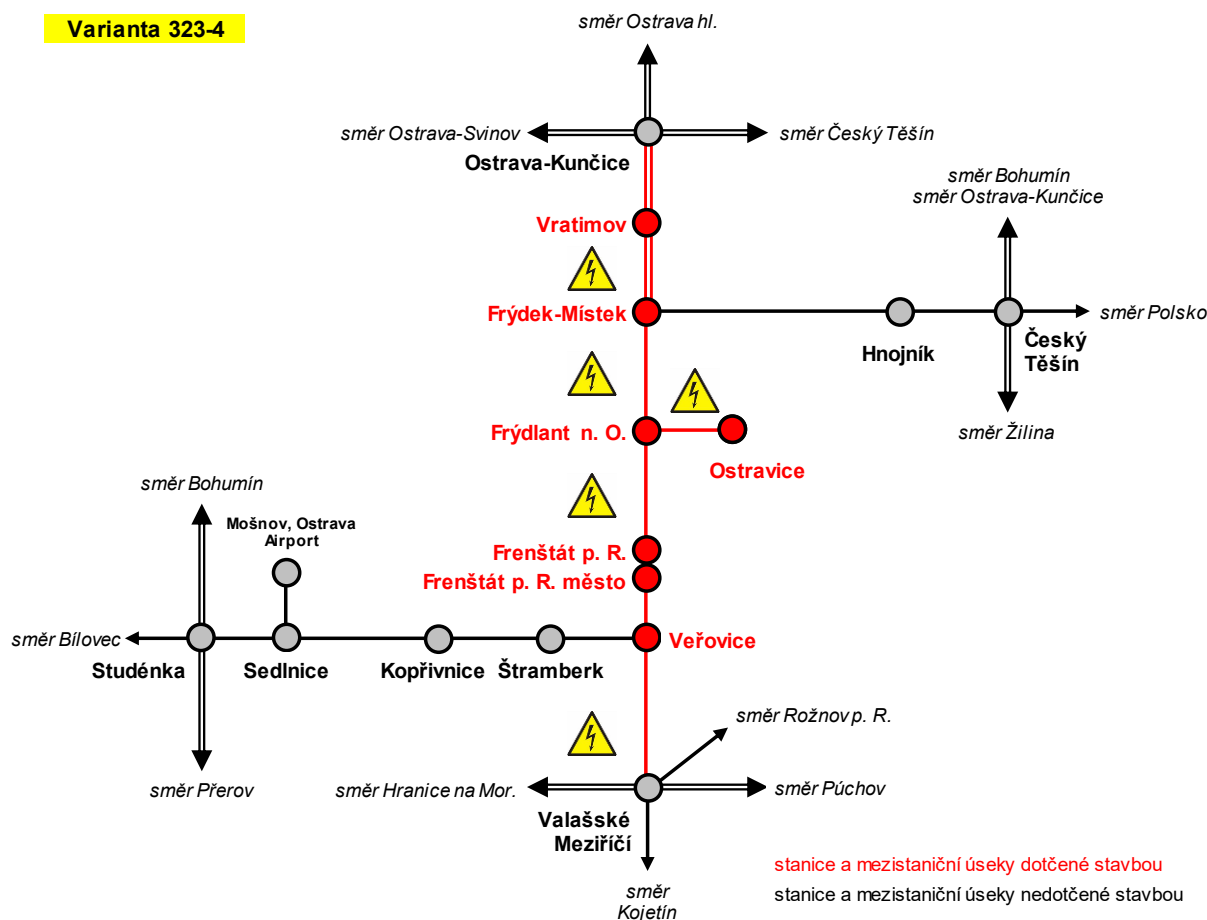 Varianta 323-4
směr Ostrava hl.
směr Ostrava-Svinov
směr Český Těšín
Ostrava-Kunčice
směr Bohumín
směr Ostrava-Kunčice
Vratimov
Frýdek-Místek
směr Polsko
Hnojník
Český
Těšín
Frýdlant n. O.
směr Žilina
Ostravice
směr Bohumín
Mošnov, Ostrava
Airport
Frenštát p. R.
Frenštát p. R. město
směr Bílovec
Veřovice
Studénka
Sedlnice
Kopřivnice
Štramberk
směr Rožnov p. R.
směr Přerov
směr Hranice na Mor.
směr Púchov
Valašské
Meziříčí
stanice a mezistaniční úseky dotčené stavbou
stanice a mezistaniční úseky nedotčené stavbou
směr
Kojetín